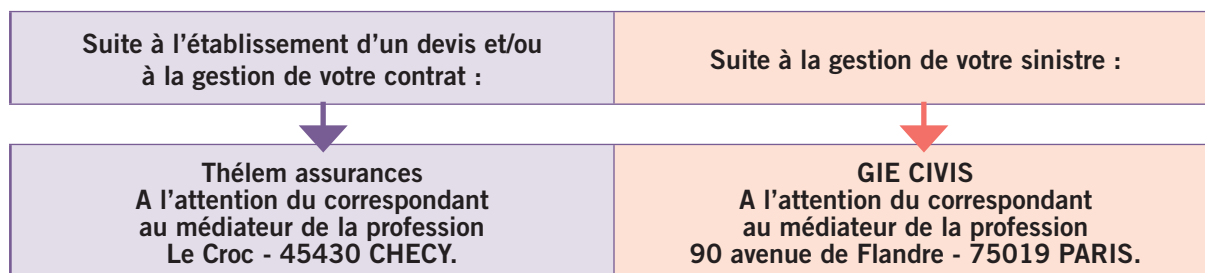 Suite à l’établissement d’un devis et/ou
à la gestion de votre contrat :
Suite à la gestion de votre sinistre :
Thélem assurances
A l’attention du correspondant
au médiateur de la profession
Le Croc - 45430 CHECY.
GIE CIVIS
A l’attention du correspondant
au médiateur de la profession
90 avenue de Flandre - 75019 PARIS.